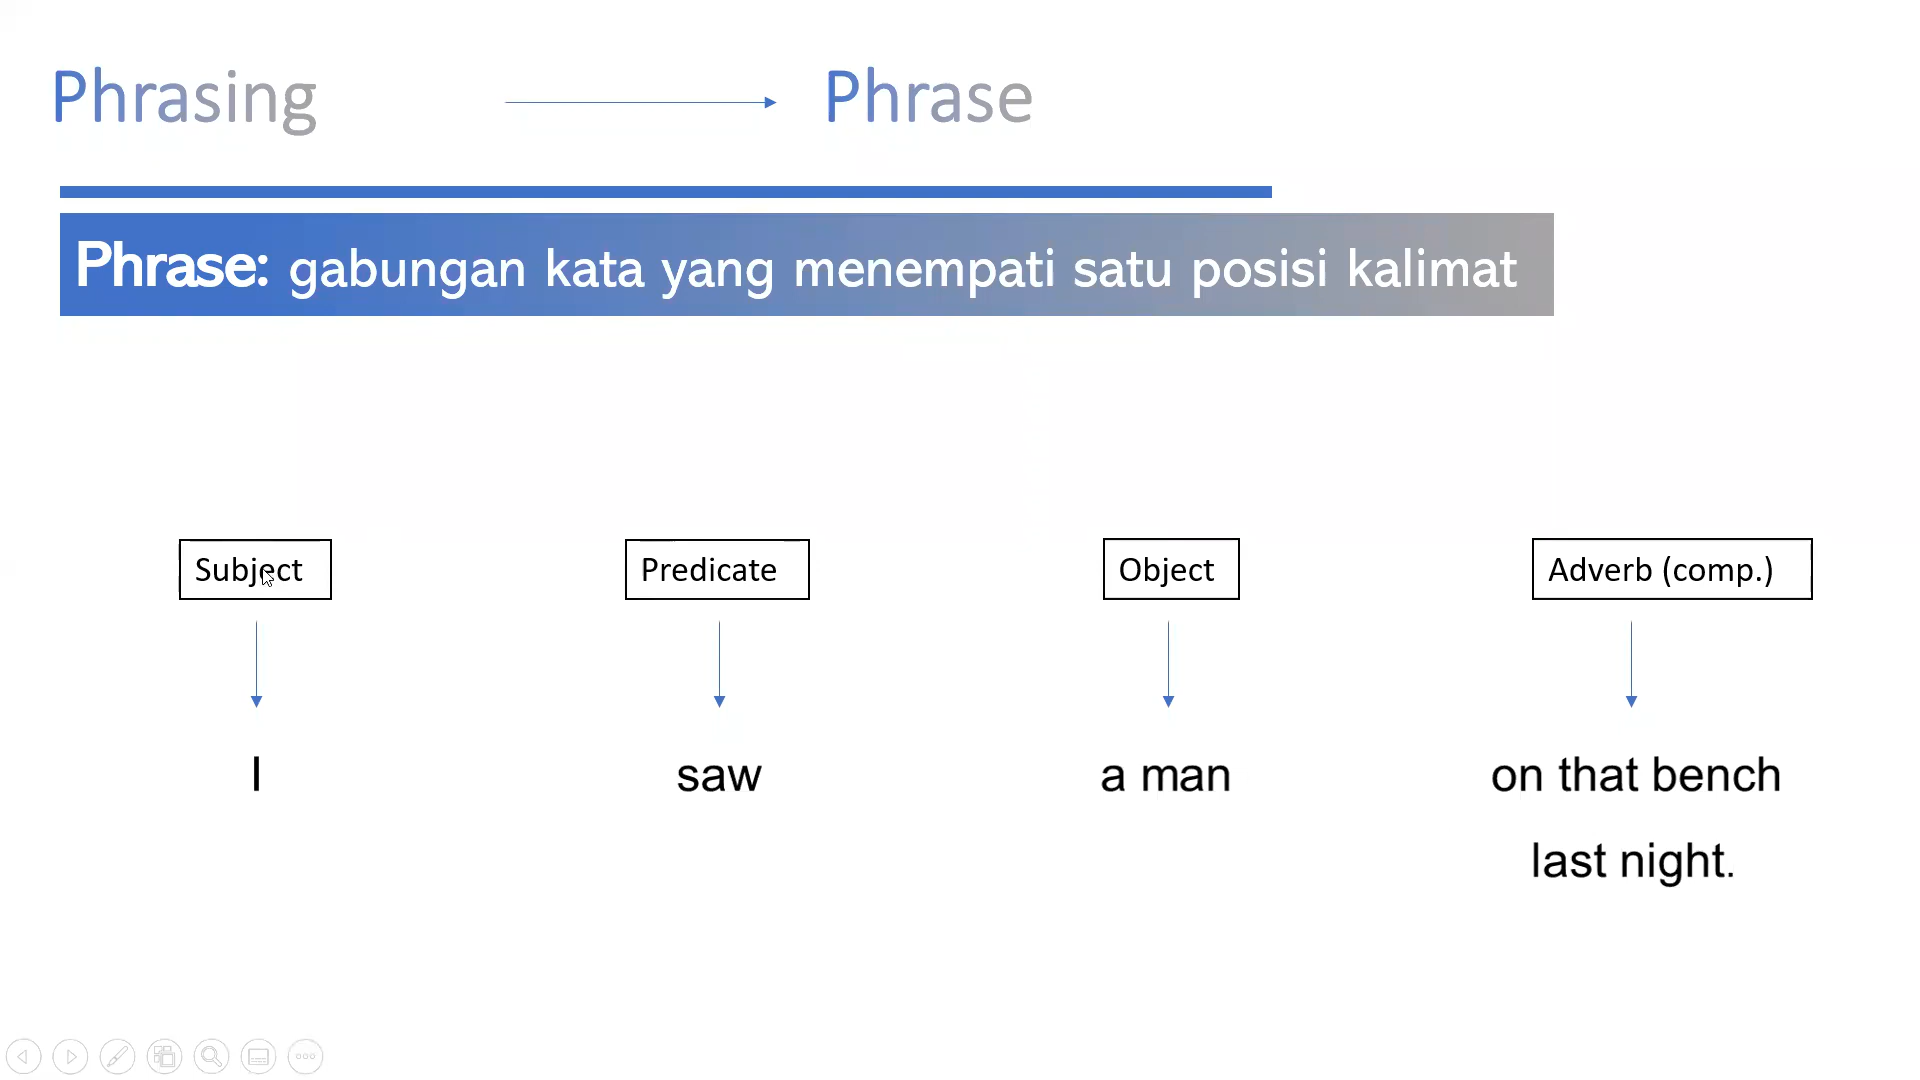 Phrasing Phrase
Phrase: gabungan kata yang menempati satu posisi kalimat
Subject Predicate Object Adverb (comp.)
I saw a man on that bench
last night.